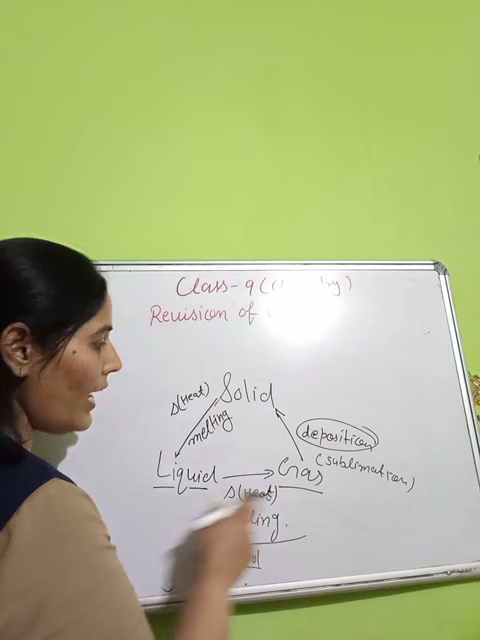 Class-9 (
Revision of
Solid
Δ(Heat)
melting
deposition
(sublimation)
Liquid → Gas
Δ(Heat)